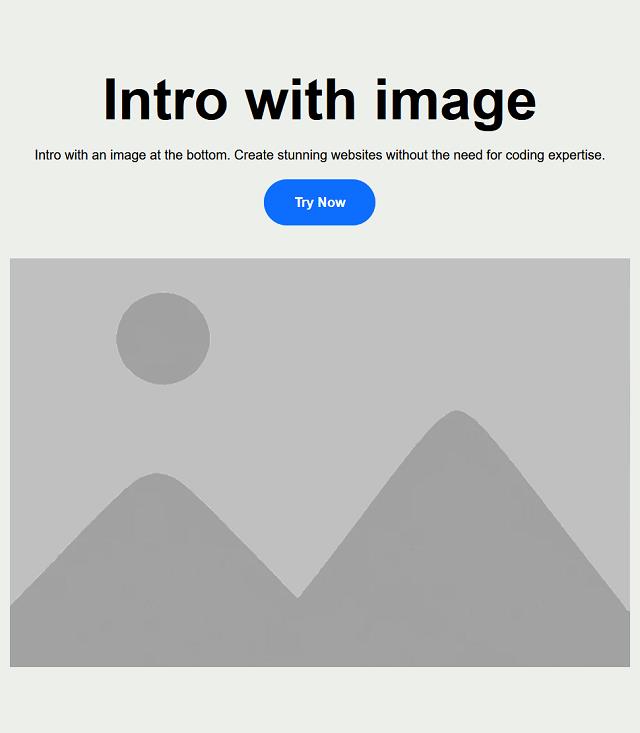 Intro with image
Intro with an image at the bottom. Create stunning websites without the need for coding expertise.
Try Now